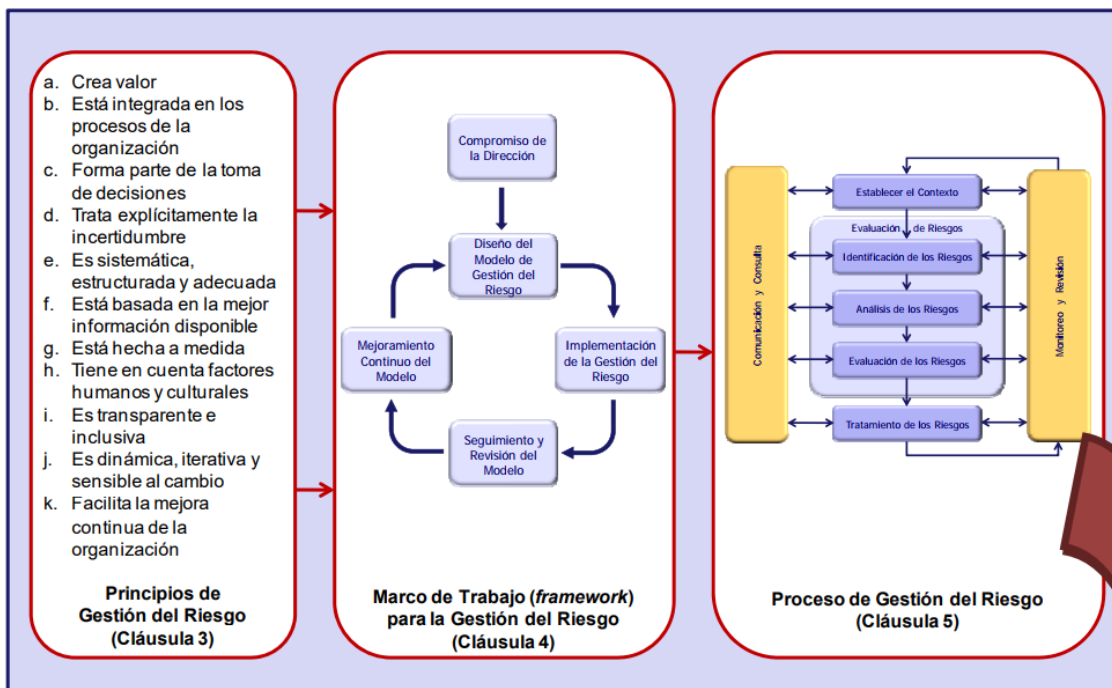 a. Crea valor
b. Está integrada en los
procesos de la
organización
c. Forma parte de la toma
de decisiones
d. Trata explícitamente la
incertidumbre
e. Es sistemática,
estructurada y adecuada
f. Está basada en la mejor
información disponible
g. Está hecha a medida
h. Tiene en cuenta factores
humanos y culturales
i. Es transparente e
inclusiva
j. Es dinámica, iterativa y
sensible al cambio
k. Facilita la mejora
continua de la
organización
Principios de
Gestión del Riesgo
(Cláusula 3)
Compromiso de
la Dirección
Diseño del
Modelo de
Gestión del
Riesgo
Mejoramiento
Continuo del
Modelo
Implementación
de la Gestión del
Riesgo
Seguimiento y
Revisión del
Modelo
Marco de Trabajo (framework)
para la Gestión del Riesgo
(Cláusula 4)
Comunicación y Consulta
Establecer el Contexto
Evaluación de Riesgos
Identificación de los Riesgos
Análisis de los Riesgos
Evaluación de los Riesgos
Tratamiento de los Riesgos
Monitoreo y Revisión
Proceso de Gestión del Riesgo
(Cláusula 5)